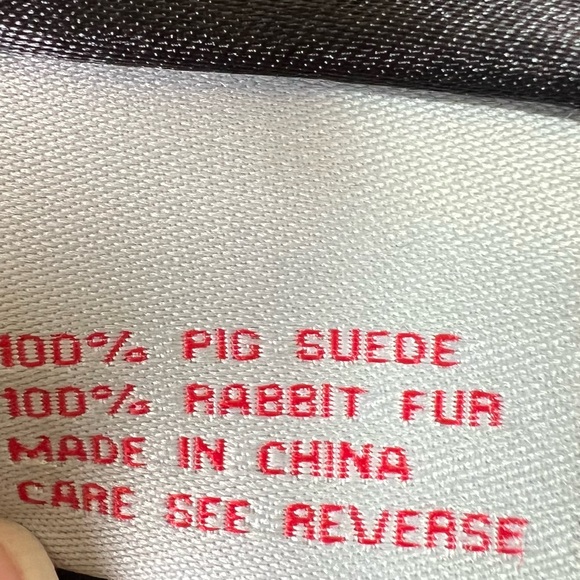 100% PIG SUEDE
100% RABBIT FUR
MADE IN CHINA
CARE SEE REVERSE